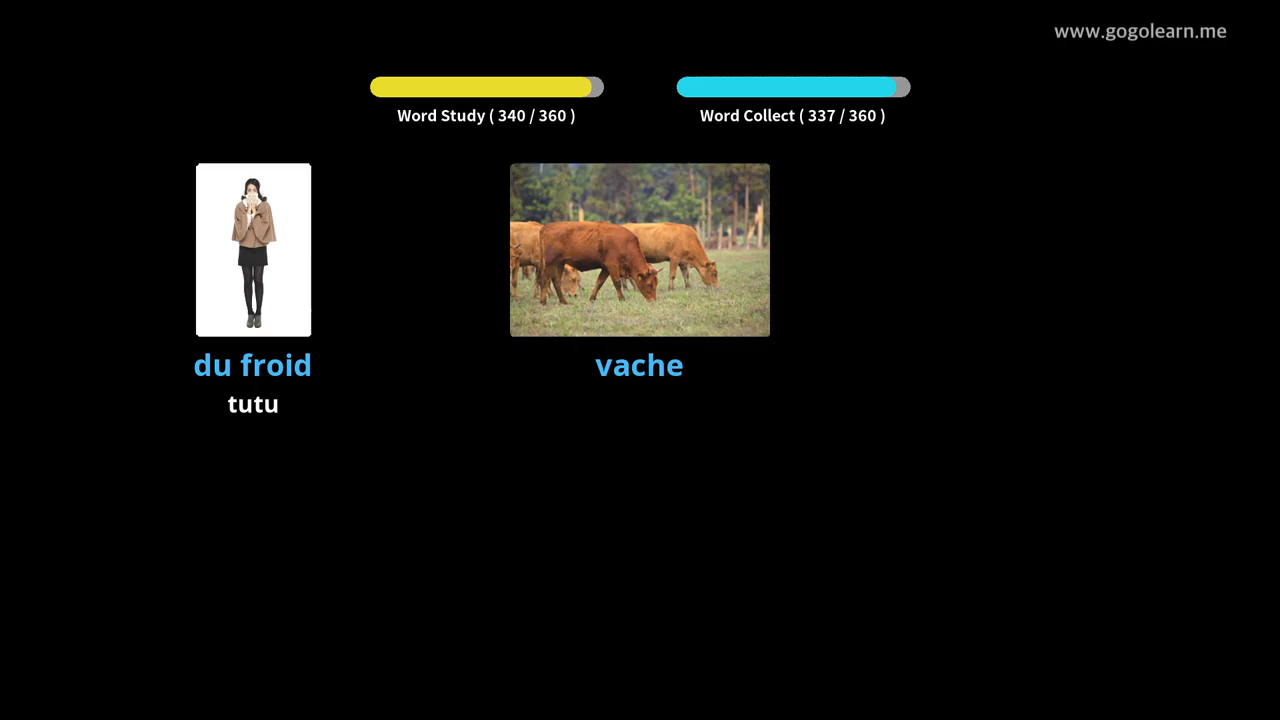 www.gogolearn.me
Word Study ( 340 / 360 )
Word Collect ( 337 / 360 )
du froid
tutu
vache